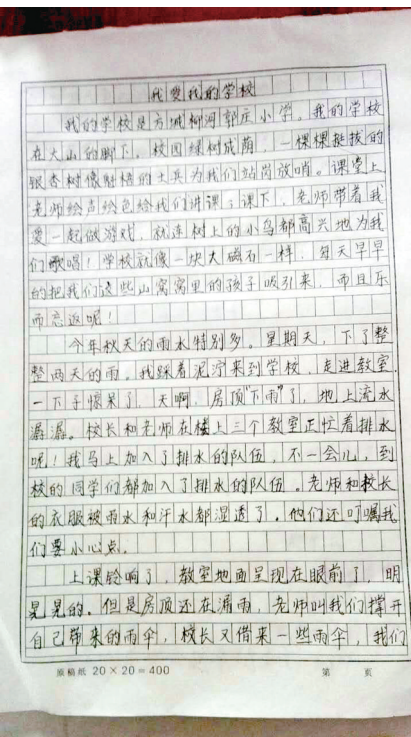 我爱我的学校
我的学校是方城柳河郭庄小学。我的学校
在大山的脚下，校园绿树成荫，一棵棵挺拔的
银杏树像魁梧的士兵为我们站岗放哨。课堂上
老师绘声绘色给我们讲课；课下，老师带着我
爱一起做游戏，就连树上的小鸟都高兴地为我
们歌唱！学校就像一块大磁石一样，每天早早
的把我们这些山窝窝里的孩子吸引来，而且乐
而忘返呢！
今年秋天的雨水特别多。星期天，下了整
整两天的雨。我踩着泥泞来到学校，走进教室
一下子惊呆了，天啊，房顶"下雨"了，地上流水
潺潺。校长和老师在楼上三个教室正忙着排水
呢！我马上加入了排水的队伍，不一会儿，到
校的同学们都加入了排水的队伍。老师和校长
的衣服被雨水和汗水都湿透了。他们还叮嘱我
们要小心点。
上课铃响了，教室地面呈现在眼前了，明
晃晃的。但是房顶还在漏雨，老师叫我们撑开
自己带来的雨伞，校长又借来一些雨伞，我们
原稿纸 20×20=400 第 页